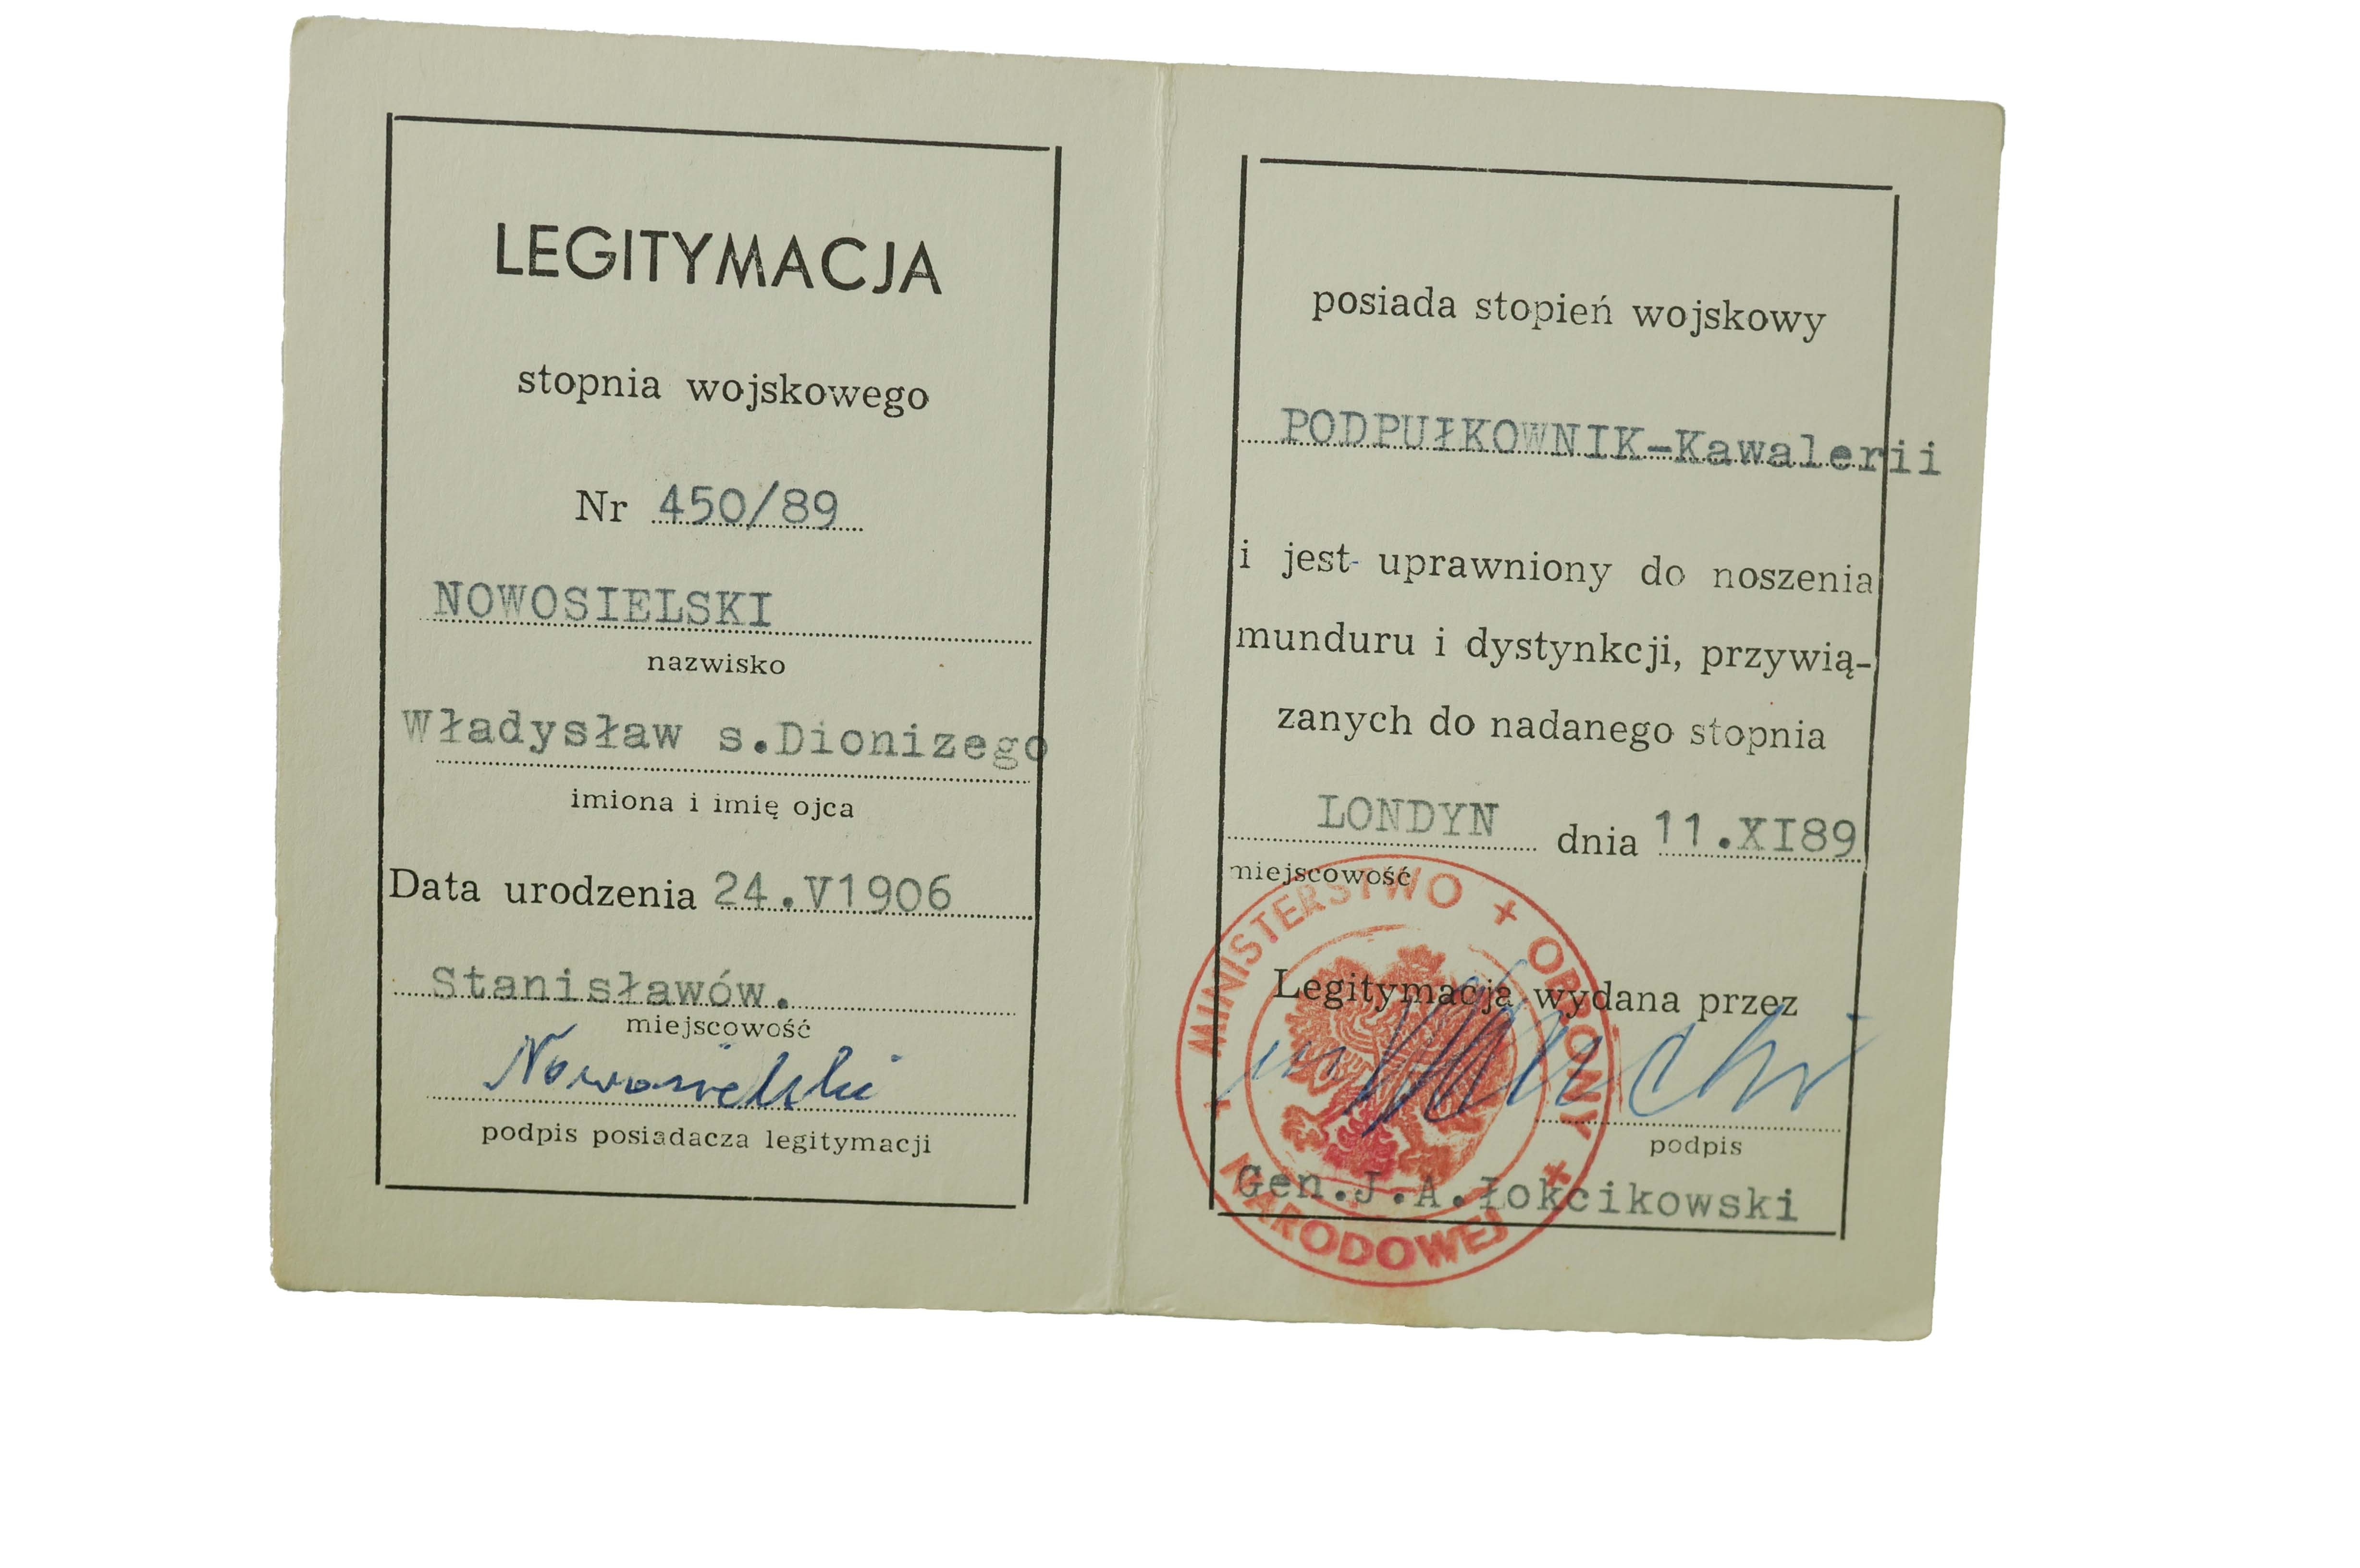 LEGITYMACJA
stopnia wojskowego
Nr 450/89
NOWOSIELSKI
nazwisko
Władysław s.Dionizego
imiona i imię ojca
Data urodzenia 24.V1906
Stanisławów.
miejscowość
Nowosielski
podpis posiadacza legitymacji
posiada stopień wojskowy
PODPUŁKOWNIK-Kawalerii
i jest uprawniony do noszenia
munduru i dystynkcji, przywią-
zanych do nadanego stopnia
LONDYN dnia 11.XI89
miejscowość
MINISTERSTWO + OBRONY + NARODOWEJ +
Legitymacja wydana przez
podpis
Gen.J.A.Łokcikowski